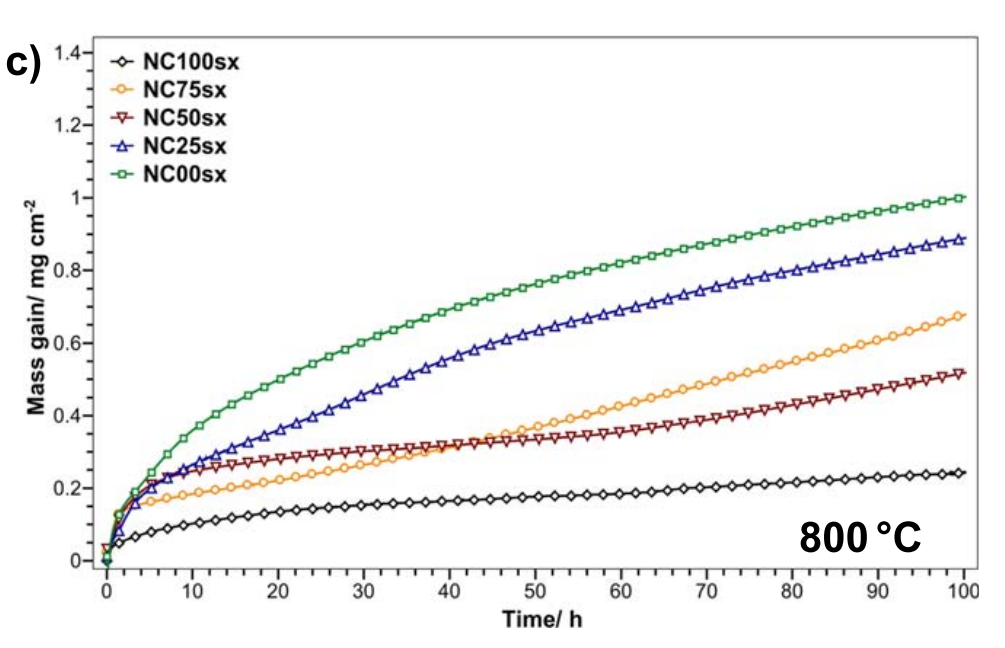 c)
NC100sx
NC75sx
NC50sx
NC25sx
NC00sx
1.4
1.2
1
0.8
0.6
0.4
0.2
0
Mass gain/ mg cm⁻²
800 °C
0 10 20 30 40 50 60 70 80 90 100
Time/ h